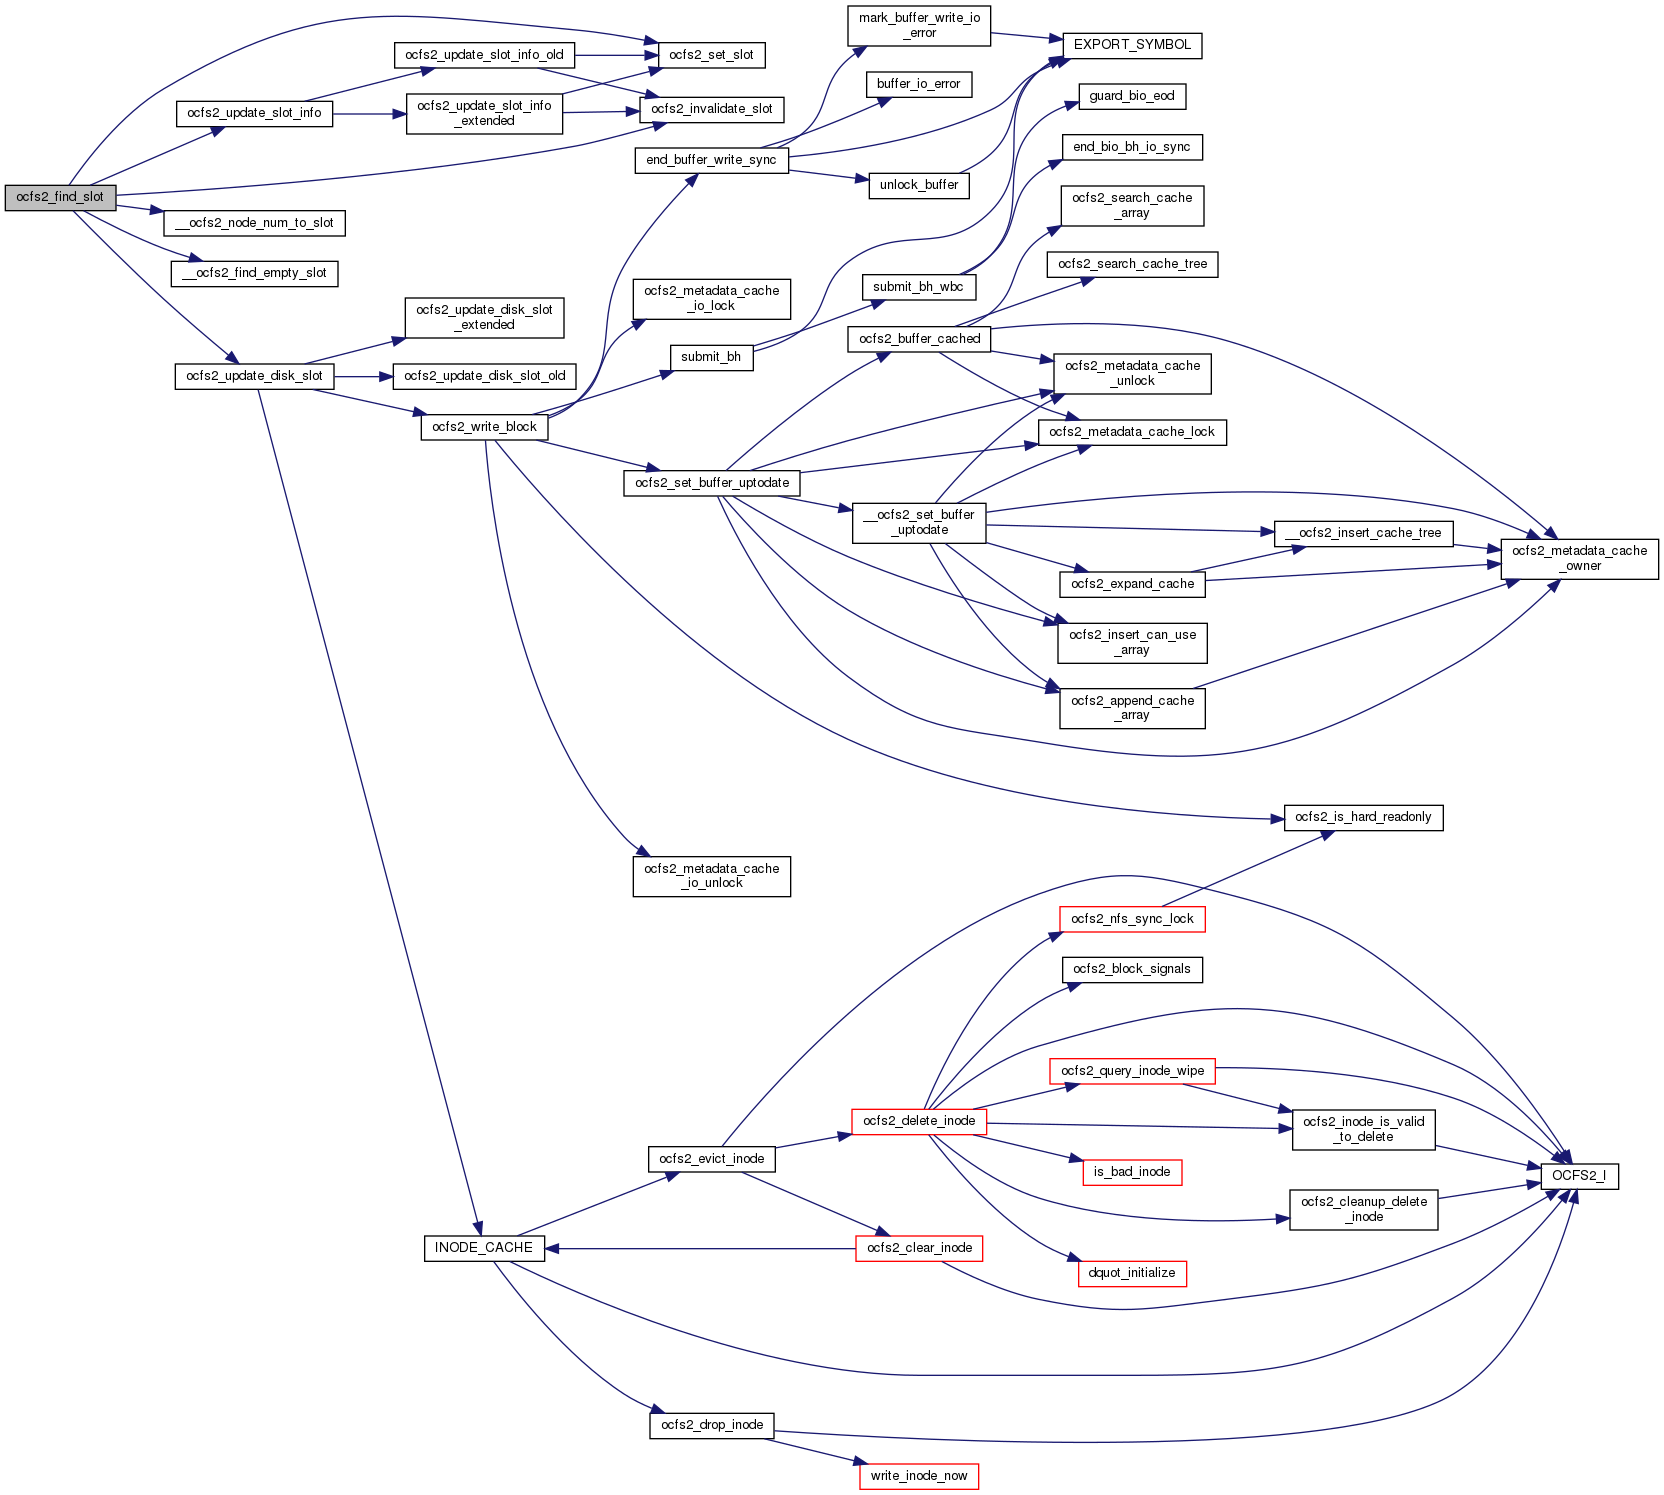 mark_buffer_write_io
_error
EXPORT_SYMBOL
ocfs2_update_slot_info_old
ocfs2_set_slot
buffer_io_error
guard_bio_eod
ocfs2_update_slot_info
ocfs2_update_slot_info
_extended
ocfs2_invalidate_slot
end_bio_bh_io_sync
end_buffer_write_sync
unlock_buffer
ocfs2_find_slot
ocfs2_search_cache
_array
__ocfs2_node_num_to_slot
ocfs2_search_cache_tree
__ocfs2_find_empty_slot
submit_bh_wbc
ocfs2_metadata_cache
_io_lock
ocfs2_update_disk_slot
_extended
ocfs2_buffer_cached
submit_bh
ocfs2_metadata_cache
_unlock
ocfs2_update_disk_slot
ocfs2_update_disk_slot_old
ocfs2_write_block
ocfs2_metadata_cache_lock
ocfs2_set_buffer_uptodate
__ocfs2_set_buffer
_uptodate
__ocfs2_insert_cache_tree
ocfs2_metadata_cache
_owner
ocfs2_expand_cache
ocfs2_insert_can_use
_array
ocfs2_append_cache
_array
ocfs2_is_hard_readonly
ocfs2_metadata_cache
_io_unlock
ocfs2_nfs_sync_lock
ocfs2_block_signals
ocfs2_query_inode_wipe
ocfs2_delete_inode
ocfs2_inode_is_valid
_to_delete
ocfs2_evict_inode
is_bad_inode
OCFS2_I
ocfs2_cleanup_delete
_inode
INODE_CACHE
ocfs2_clear_inode
dquot_initialize
ocfs2_drop_inode
write_inode_now